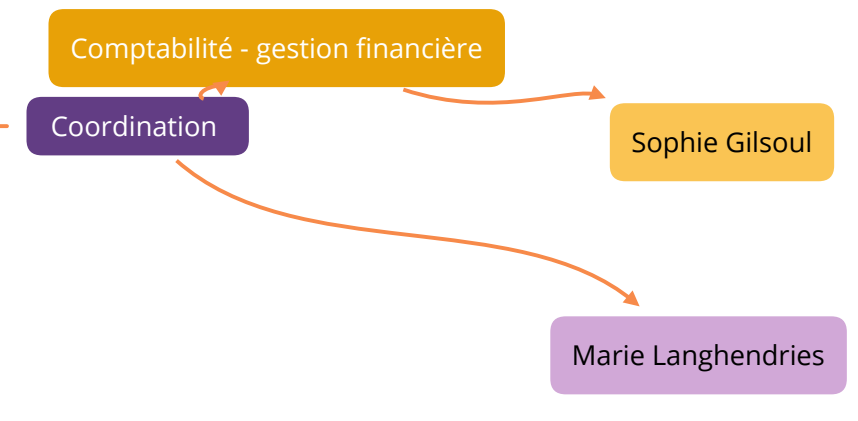 Comptabilité - gestion financière
Coordination
Sophie Gilsoul
Marie Langhendries